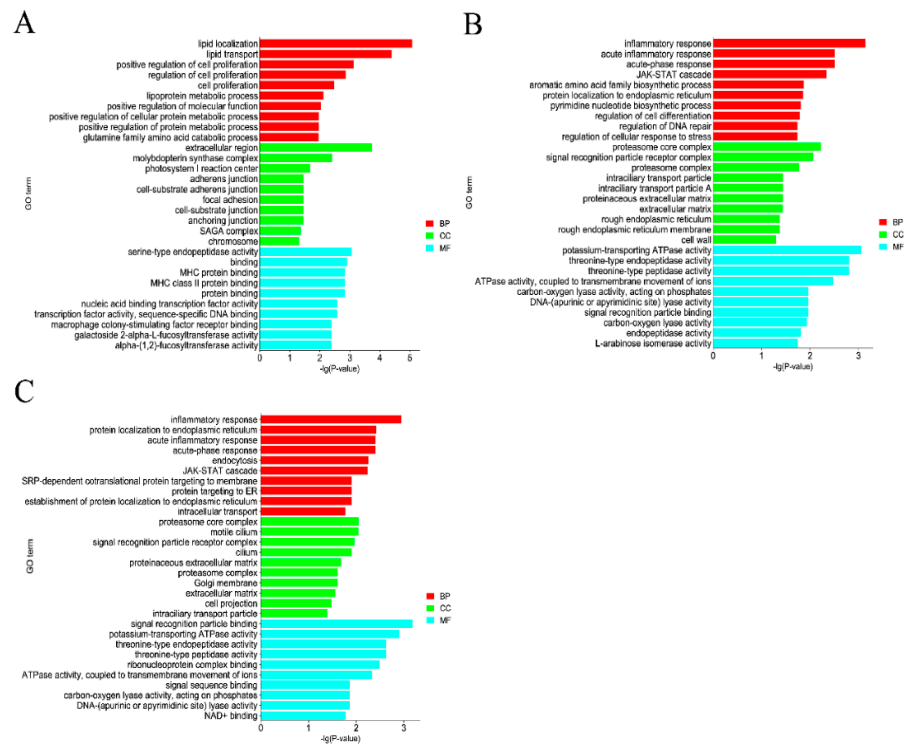 A
lipid localization
lipid transport
positive regulation of cell proliferation
regulation of cell proliferation
cell proliferation
lipoprotein metabolic process
positive regulation of molecular function
positive regulation of cellular protein metabolic process
positive regulation of protein metabolic process
glutamine family amino acid catabolic process
extracellular region
molybdopterin synthase complex
photosystem I reaction center
adherens junction
cell-substrate adherens junction
focal adhesion
cell-substrate junction
anchoring junction
SAGA complex
chromosome
serine-type endopeptidase activity
binding
MHC protein binding
MHC class II protein binding
protein binding
nucleic acid binding transcription factor activity
transcription factor activity, sequence-specific DNA binding
macrophage colony-stimulating factor receptor binding
galactoside 2-alpha-L-fucosyltransferase activity
alpha-(1,2)-fucosyltransferase activity
GO term
BP
CC
MF
0 1 2 3 4 5
-lg(P-value)
B
inflammatory response
acute inflammatory response
acute-phase response
JAK-STAT cascade
aromatic amino acid family biosynthetic process
protein localization to endoplasmic reticulum
pyrimidine nucleotide biosynthetic process
regulation of cell differentiation
regulation of DNA repair
regulation of cellular response to stress
proteasome core complex
signal recognition particle receptor complex
proteasome complex
intraciliary transport particle
intraciliary transport particle A
proteinaceous extracellular matrix
extracellular matrix
rough endoplasmic reticulum
rough endoplasmic reticulum membrane
cell wall
potassium-transporting ATPase activity
threonine-type endopeptidase activity
threonine-type peptidase activity
ATPase activity, coupled to transmembrane movement of ions
carbon-oxygen lyase activity, acting on phosphates
DNA-(apurinic or apyrimidinic site) lyase activity
signal recognition particle binding
carbon-oxygen lyase activity
endopeptidase activity
L-arabinose isomerase activity
GO term
BP
CC
MF
0 1 2 3
-lg(P-value)
C
inflammatory response
protein localization to endoplasmic reticulum
acute inflammatory response
acute-phase response
endocytosis
JAK-STAT cascade
SRP-dependent cotranslational protein targeting to membrane
protein targeting to ER
establishment of protein localization to endoplasmic reticulum
intracellular transport
proteasome core complex
motile cilium
signal recognition particle receptor complex
cilium
proteinaceous extracellular matrix
proteasome complex
Golgi membrane
extracellular matrix
cell projection
intraciliary transport particle
signal recognition particle binding
potassium-transporting ATPase activity
threonine-type endopeptidase activity
threonine-type peptidase activity
ribonucleoprotein complex binding
ATPase activity, coupled to transmembrane movement of ions
signal sequence binding
carbon-oxygen lyase activity, acting on phosphates
DNA-(apurinic or apyrimidinic site) lyase activity
NAD+ binding
GO term
BP
CC
MF
0 1 2 3
-lg(P-value)